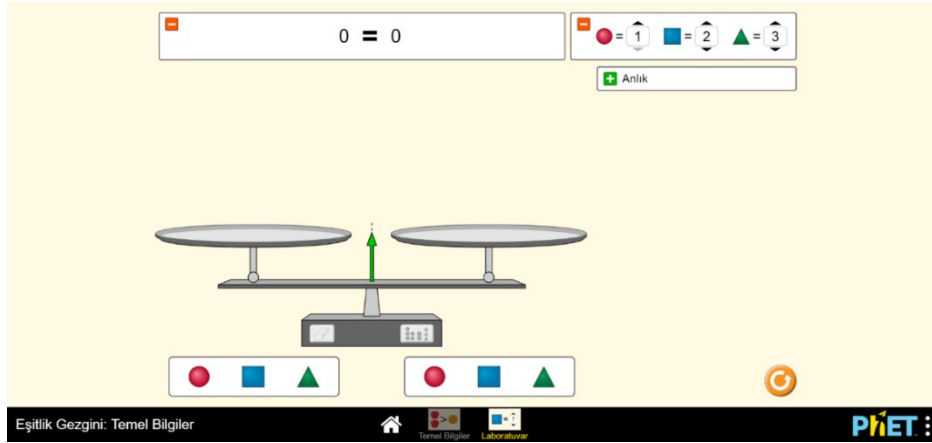 0 = 0
= 1 = 2 = 3
Anlık
Eşitlik Gezgini: Temel Bilgiler
Temel Bilgiler
Laboratuvar
PhET